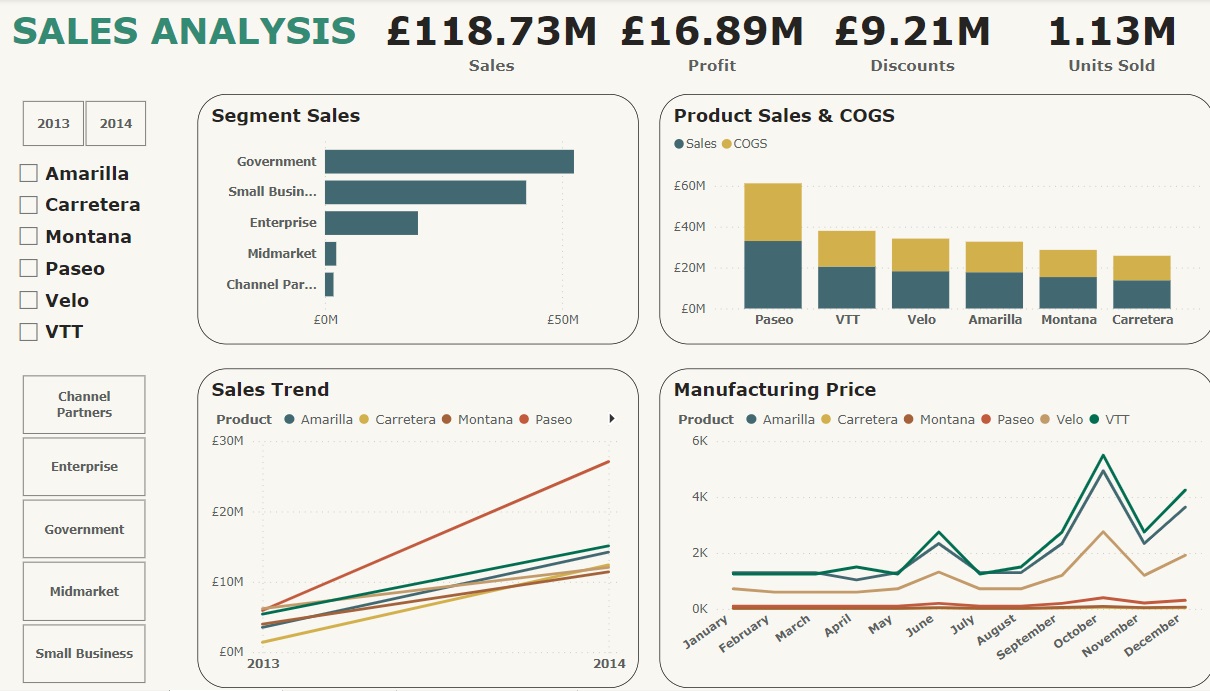 SALES ANALYSIS
£118.73M
Sales
£16.89M
Profit
£9.21M
Discounts
1.13M
Units Sold
2013
2014
Amarilla
Carretera
Montana
Paseo
Velo
VTT
Channel
Partners
Enterprise
Government
Midmarket
Small Business
Segment Sales
Government
Small Busin...
Enterprise
Midmarket
Channel Par...
£0M
£50M
Product Sales & COGS
Sales COGS
£60M
£40M
£20M
£0M
Paseo VTT Velo Amarilla Montana Carretera
Sales Trend
Product Amarilla Carretera Montana Paseo
£30M
£20M
£10M
£0M
2013
2014
Manufacturing Price
Product Amarilla Carretera Montana Paseo Velo VTT
6K
4K
2K
0K
January
February
March
April
May
June
July
August
September
October
November
December